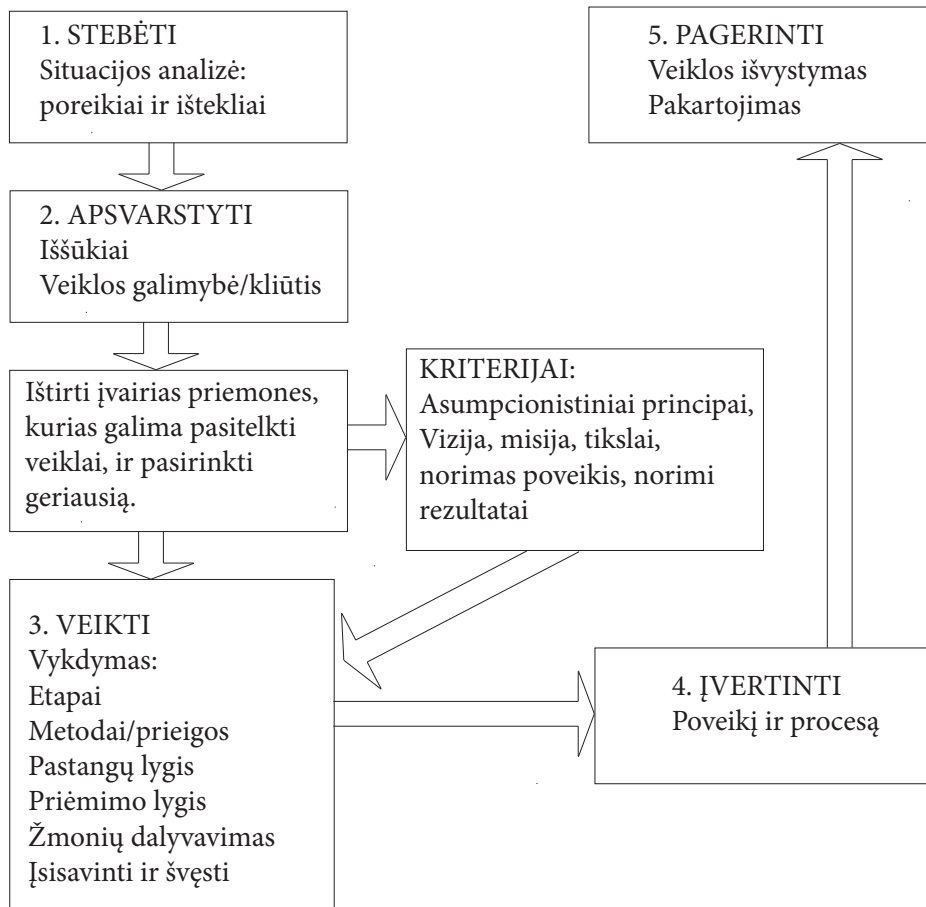 1. STEBĖTI
Situacijos analizė:
poreikiai ir ištekliai
2. APSVARSTYTI
Iššūkiai
Veiklos galimybė/kliūtis
Ištirti įvairias priemones,
kurias galima pasitelkti
veiklai, ir pasirinkti
geriausią.
KRITERIJAI:
Asumpcionistiniai principai,
Vizija, misija, tikslai,
norimas poveikis, norimi
rezultatai
3. VEIKTI
Vykdymas:
Etapai
Metodai/prieigos
Pastangų lygis
Priėmimo lygis
Žmonių dalyvavimas
Įsisavinti ir švęsti
4. ĮVERTINTI
Poveikį ir procesą
5. PAGERINTI
Veiklos išvystymas
Pakartojimas